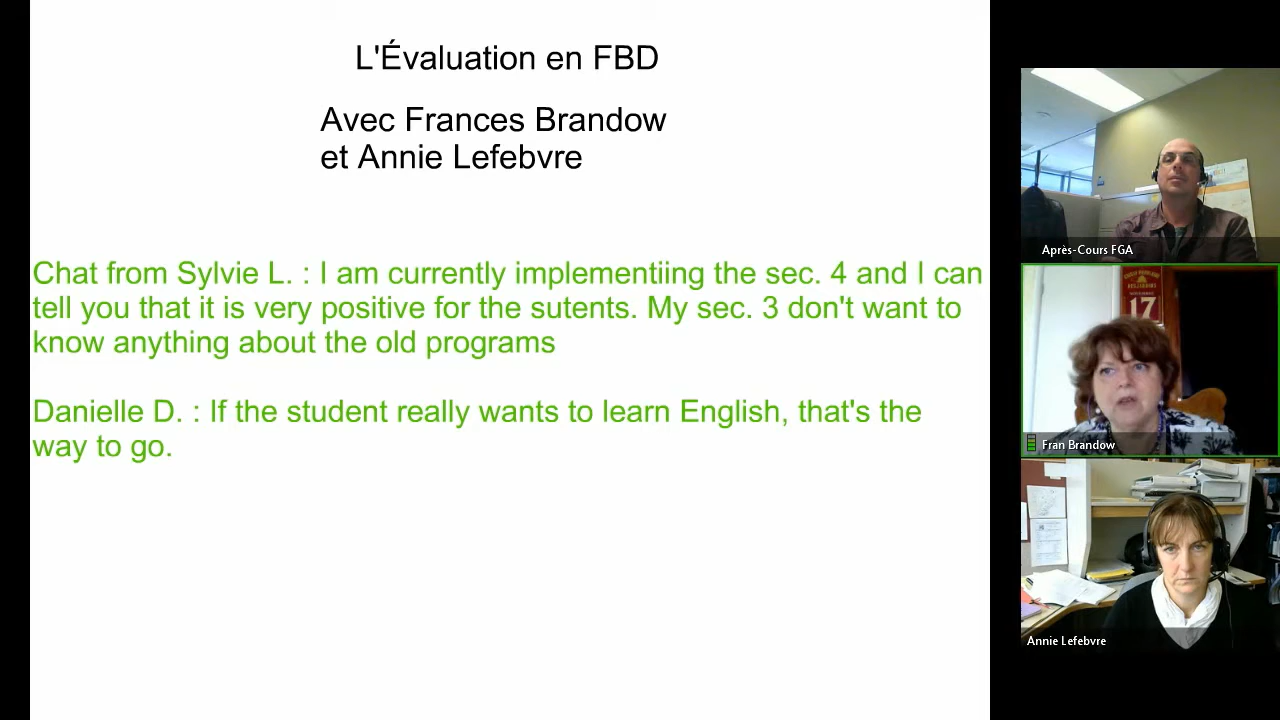 L'Évaluation en FBD
Avec Frances Brandow
et Annie Lefebvre
Chat from Sylvie L. : I am currently implementiing the sec. 4 and I can
tell you that it is very positive for the sutents. My sec. 3 don't want to
know anything about the old programs
Danielle D. : If the student really wants to learn English, that's the
way to go.
Après-Cours FGA
17
Fran Brandow
Annie Lefebvre